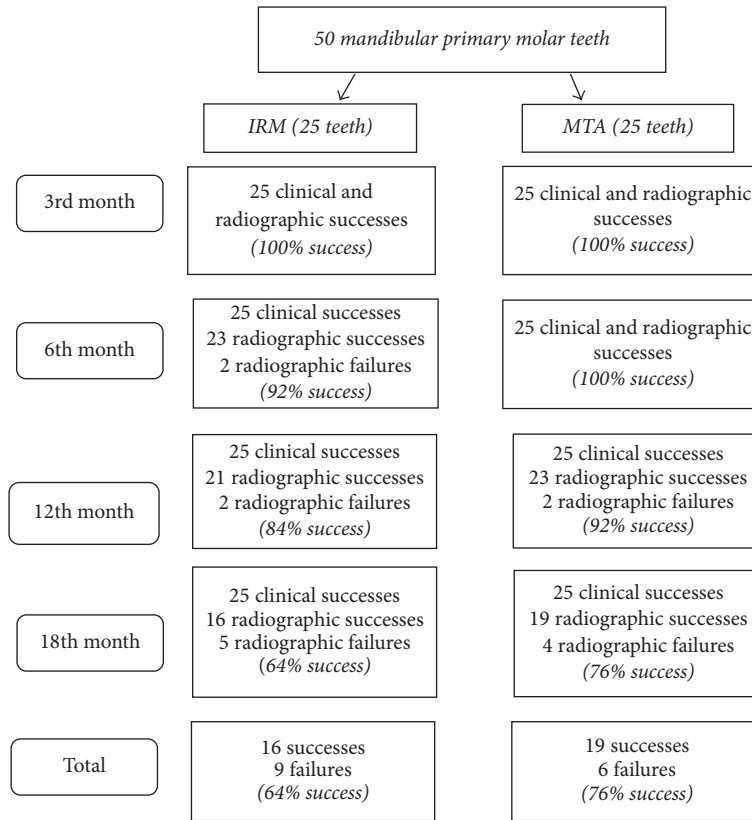 50 mandibular primary molar teeth
IRM (25 teeth)
MTA (25 teeth)
3rd month
25 clinical and
radiographic successes
(100% success)
25 clinical and radiographic
successes
(100% success)
6th month
25 clinical successes
23 radiographic successes
2 radiographic failures
(92% success)
25 clinical and radiographic
successes
(100% success)
12th month
25 clinical successes
21 radiographic successes
2 radiographic failures
(84% success)
25 clinical successes
23 radiographic successes
2 radiographic failures
(92% success)
18th month
25 clinical successes
16 radiographic successes
5 radiographic failures
(64% success)
25 clinical successes
19 radiographic successes
4 radiographic failures
(76% success)
Total
16 successes
9 failures
(64% success)
19 successes
6 failures
(76% success)